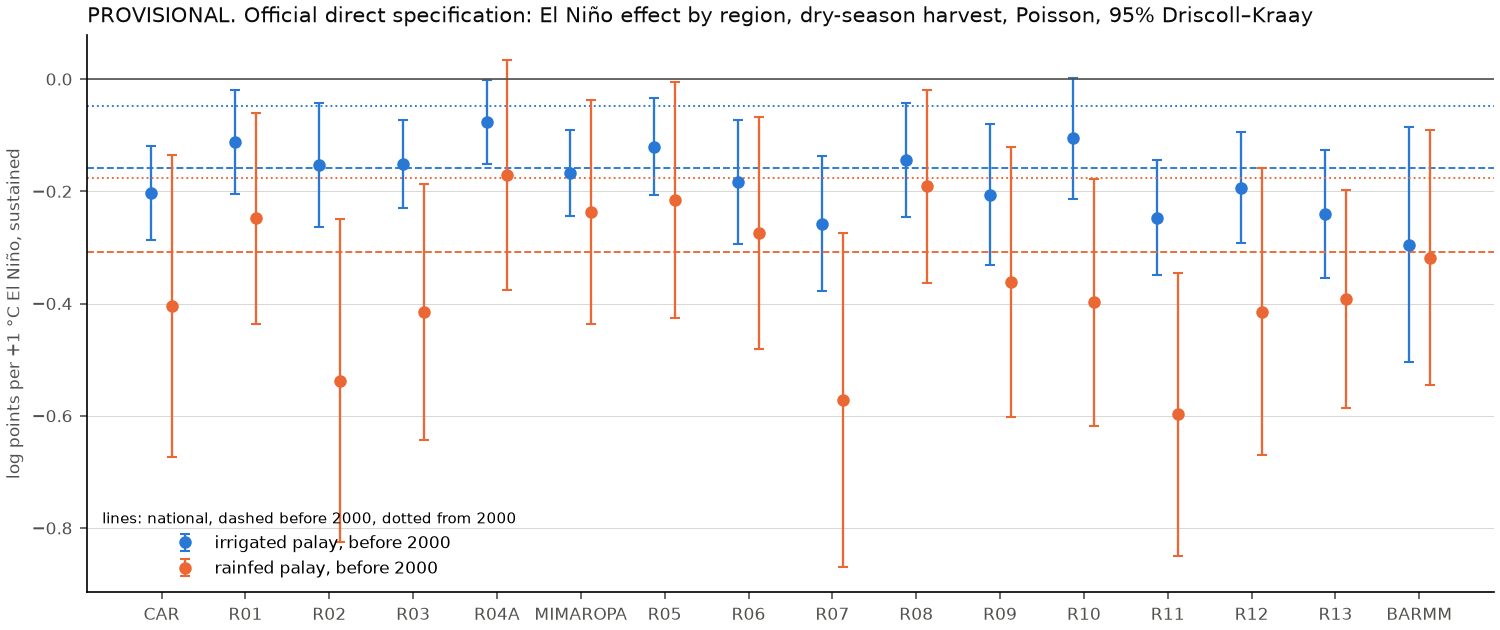 PROVISIONAL. Official direct specification: El Niño effect by region, dry-season harvest, Poisson, 95% Driscoll–Kraay
log points per +1 °C El Niño, sustained
0.0
−0.2
−0.4
−0.6
−0.8
lines: national, dashed before 2000, dotted from 2000
irrigated palay, before 2000
rainfed palay, before 2000
CAR R01 R02 R03 R04A MIMAROPA R05 R06 R07 R08 R09 R10 R11 R12 R13 BARMM